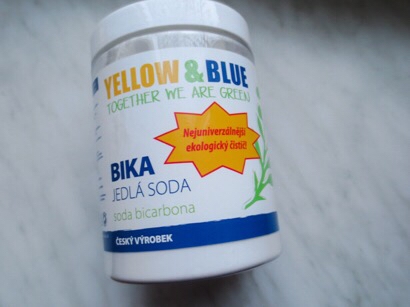 YELLOW & BLUE
TOGETHER WE ARE GREEN
Nejuniverzálnější
ekologický čistič!
BIKA
JEDLÁ SODA
soda bicarbona
ČESKÝ VÝROBEK